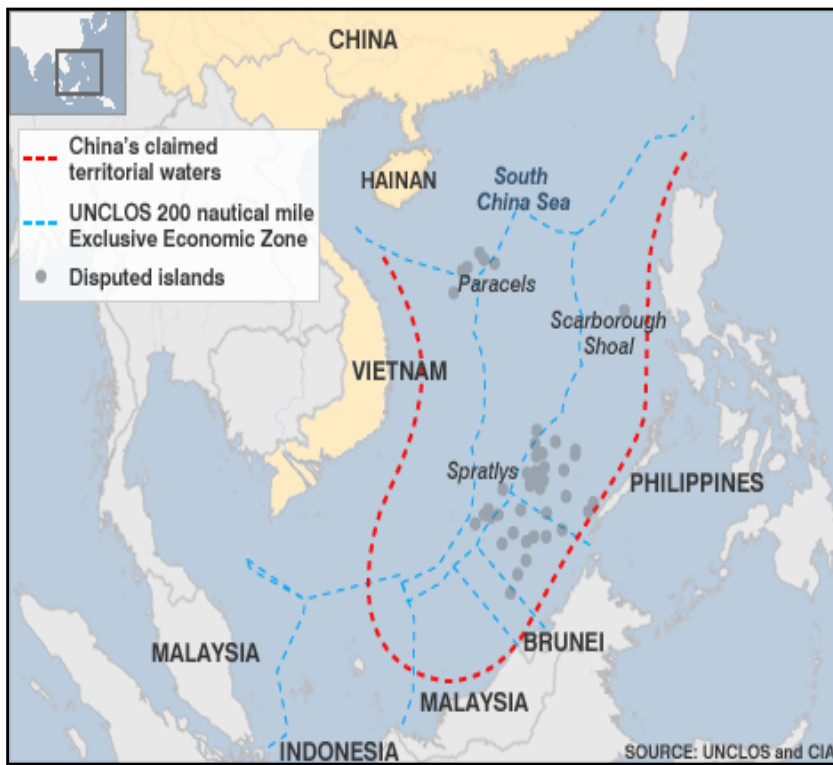 CHINA
China's claimed
territorial waters
UNCLOS 200 nautical mile
Exclusive Economic Zone
Disputed islands
HAINAN
South
China Sea
Paracels
Scarborough
Shoal
VIETNAM
Spratlys
PHILIPPINES
MALAYSIA
BRUNEI
MALAYSIA
INDONESIA
SOURCE: UNCLOS and CIA